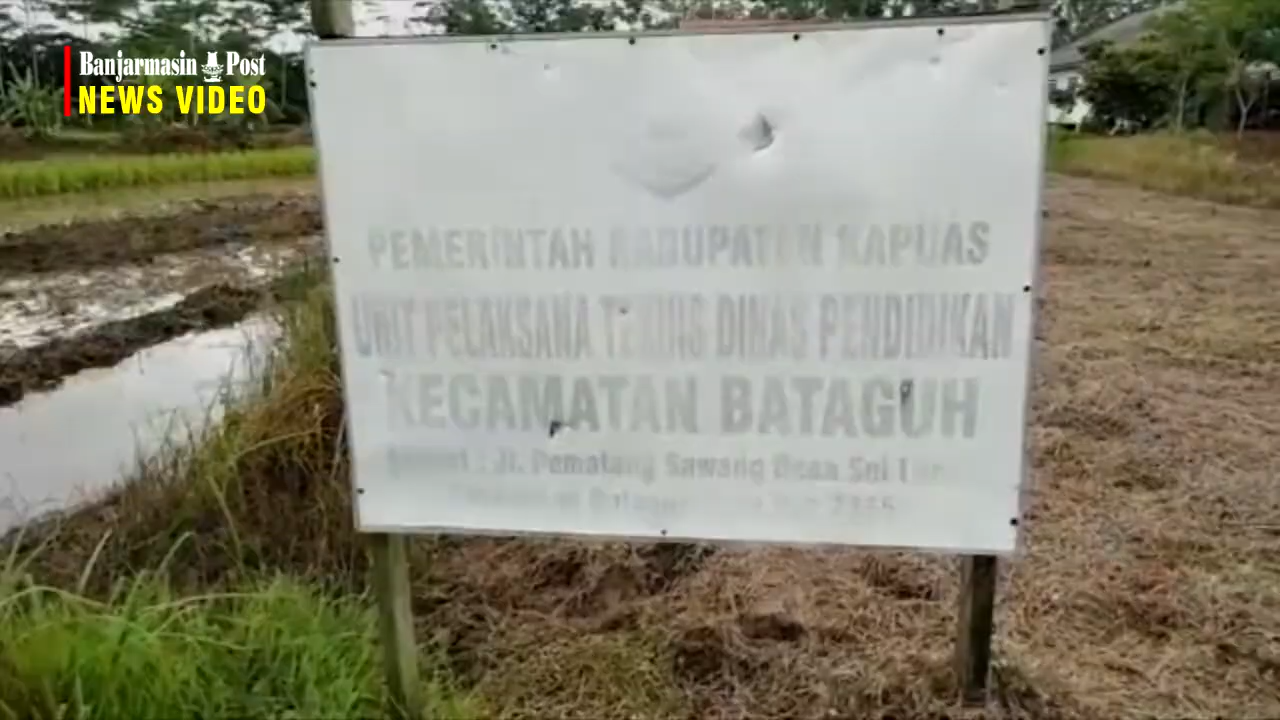 Banjarmasin Post
NEWS VIDEO
PEMERINTAH KABUPATEN KAPUAS
UNIT PELAKSANA TEKNIS DINAS PENDIDIKAN
KECAMATAN BATAGUH
Alamat : Jl. Pematang Sawang Desa Sei